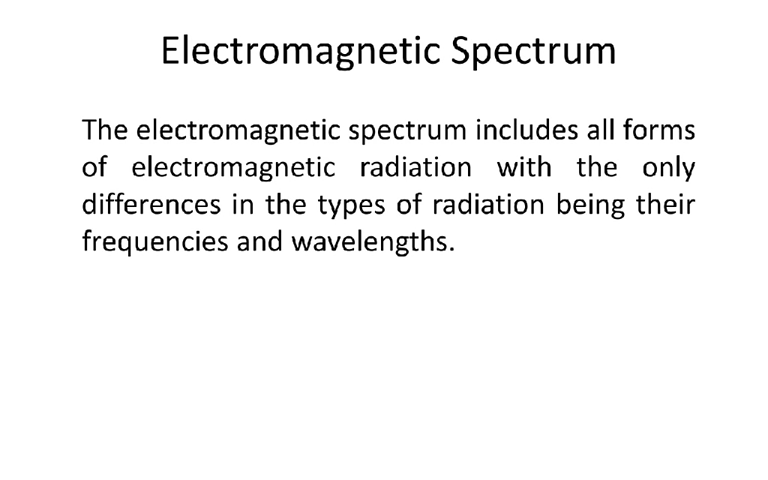 Electromagnetic Spectrum
The electromagnetic spectrum includes all forms
of electromagnetic radiation with the only
differences in the types of radiation being their
frequencies and wavelengths.